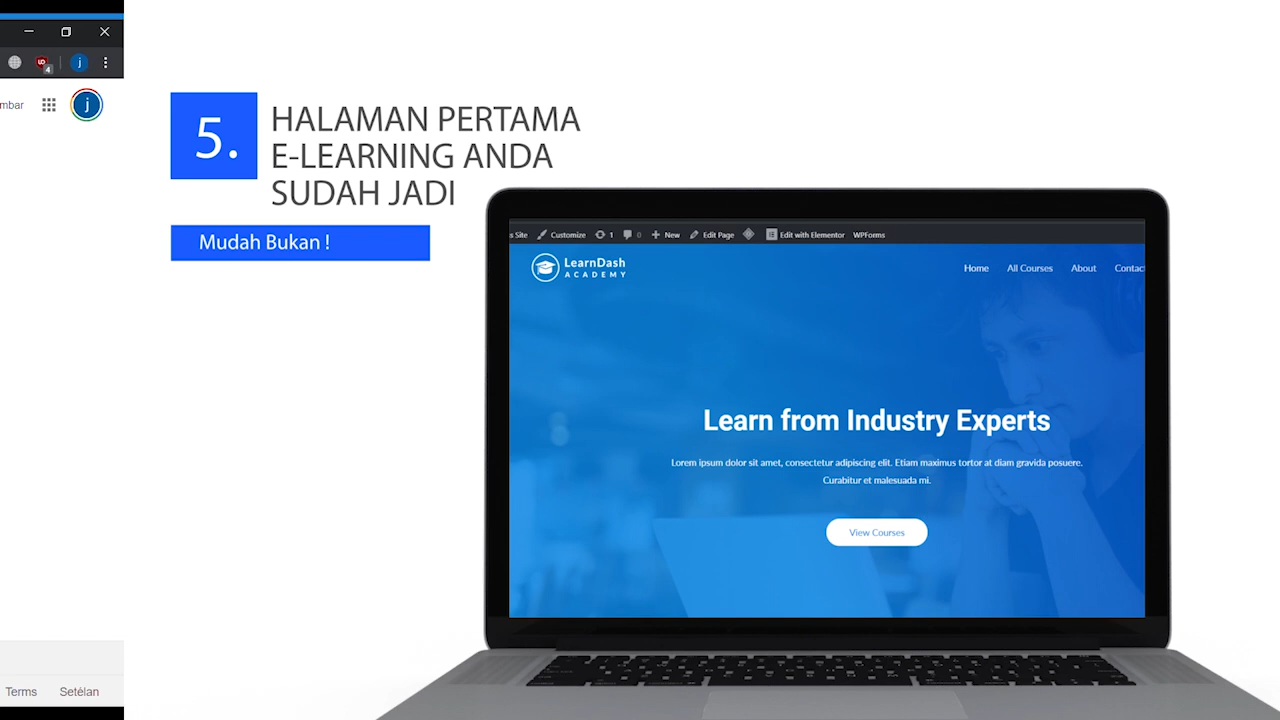 4
j
mbar
j
5.
HALAMAN PERTAMA
E-LEARNING ANDA
SUDAH JADI
Mudah Bukan !
s Site Customize 1 0 New Edit Page Edit with Elementor WPForms
LearnDash
ACADEMY
Home All Courses About Contac
Learn from Industry Experts
Lorem ipsum dolor sit amet, consectetur adipiscing elit. Etiam maximus tortor at diam gravida posuere.
Curabitur et malesuada mi.
View Courses
Terms Setélan